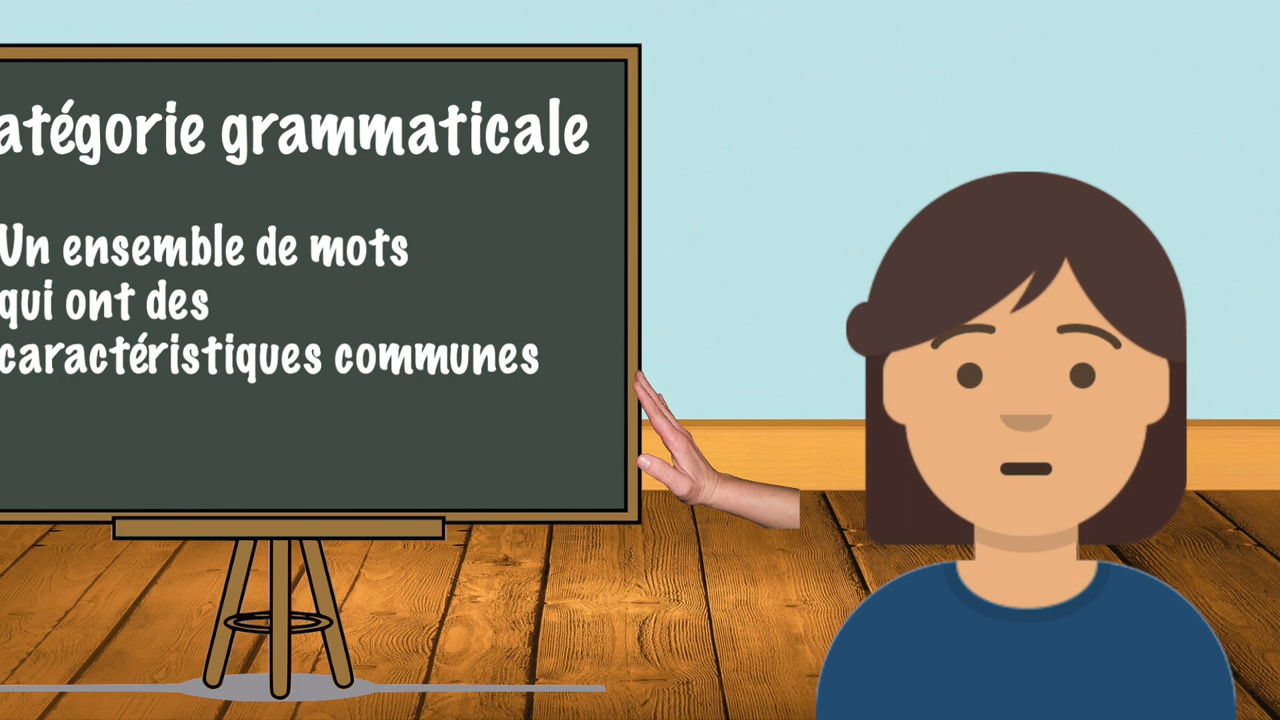 atégorie grammaticale
Un ensemble de mots
qui ont des
caractéristiques communes